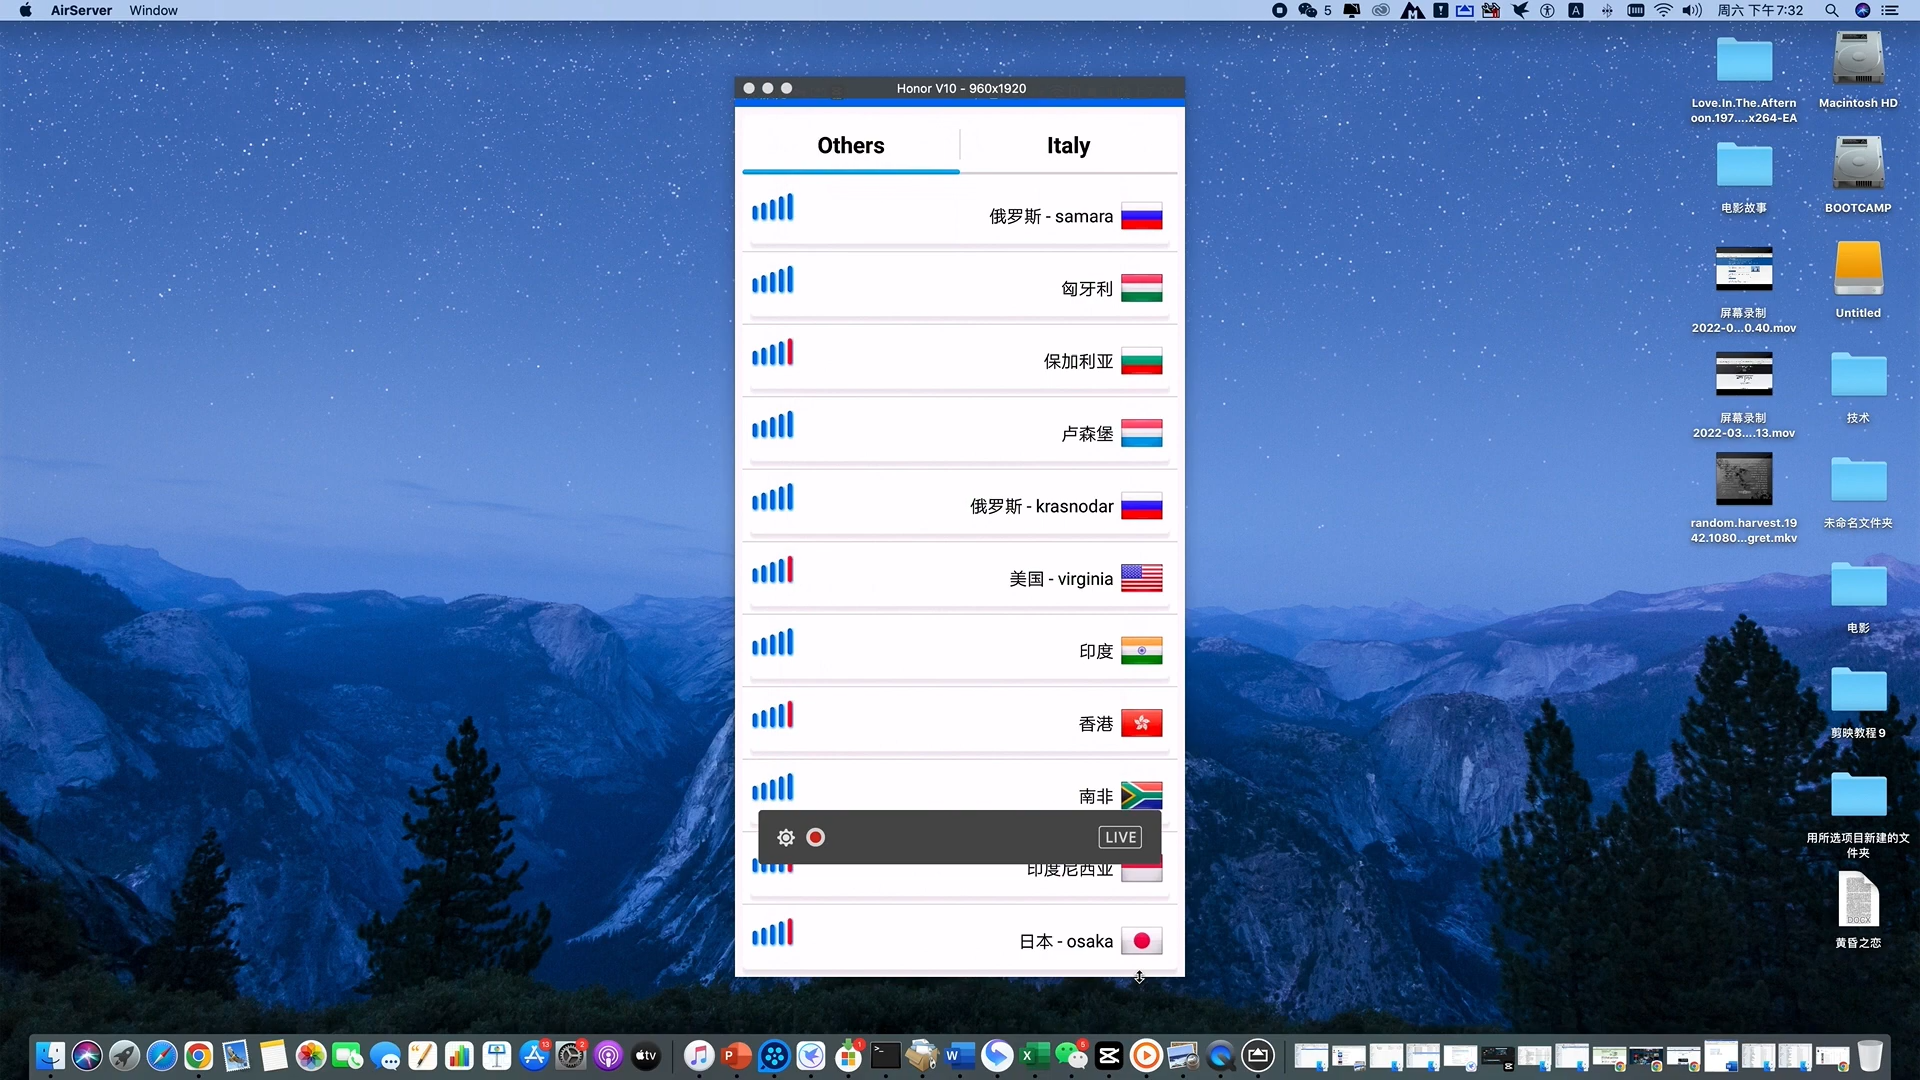 AirServer Window
5
周六 下午7:32
Honor V10 - 960x1920
Others
Italy
俄罗斯 - samara
匈牙利
保加利亚
卢森堡
俄罗斯 - krasnodar
美国 - virginia
印度
香港
南非
LIVE
印度尼西亚
日本 - osaka
Love.In.The.Aftern
oon.197....x264-EA
Macintosh HD
电影故事
BOOTCAMP
屏幕录制
2022-0...0.40.mov
Untitled
屏幕录制
2022-03....13.mov
技术
random.harvest.19
42.1080...gret.mkv
未命名文件夹
电影
剪映教程 9
用所选项目新建的文
件夹
DOCX
黄昏之恋
13
2
tv
1
5